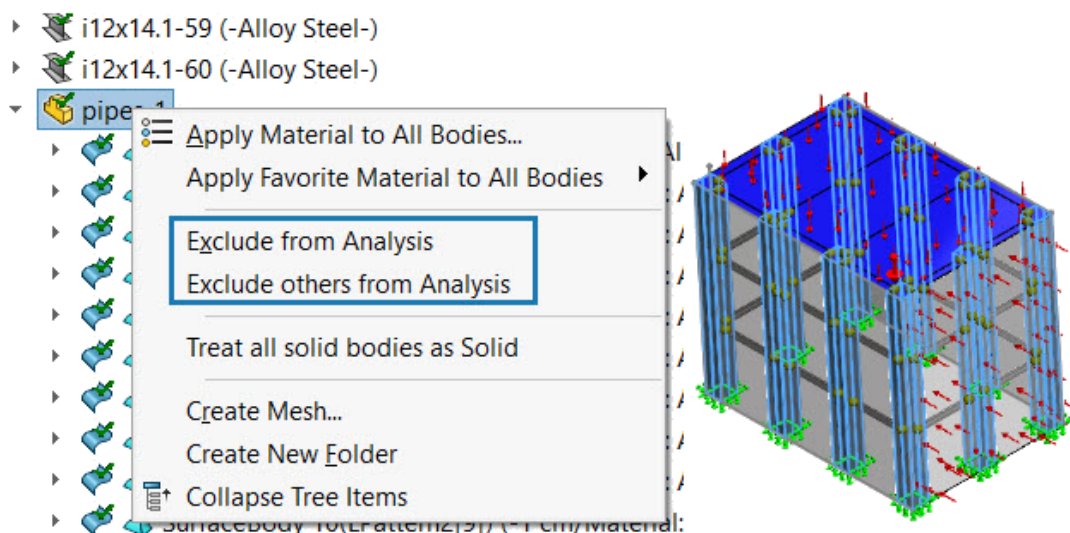 i12x14.1-59 (-Alloy Steel-)
i12x14.1-60 (-Alloy Steel-)
Apply Material to All Bodies...
Apply Favorite Material to All Bodies
Exclude from Analysis
Exclude others from Analysis
Treat all solid bodies as Solid
Create Mesh...
Create New Folder
Collapse Tree Items